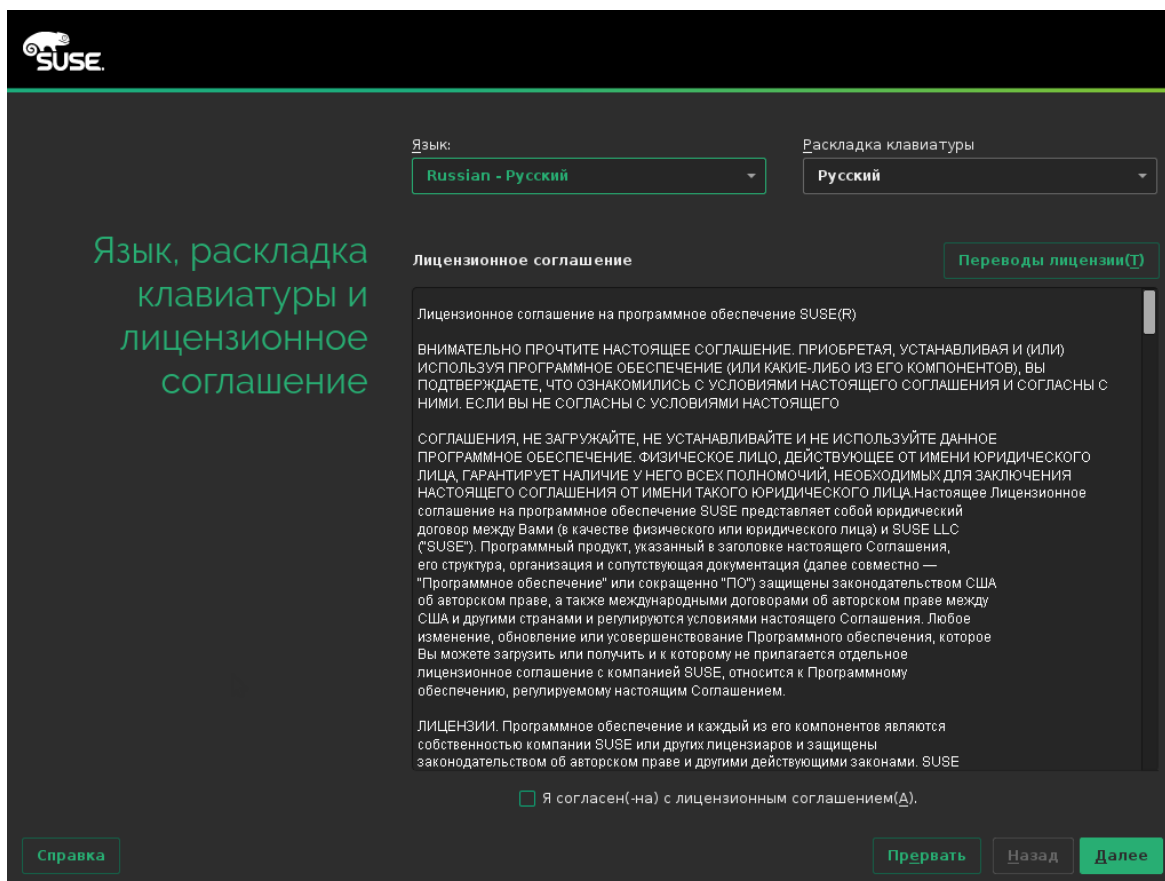 SUSE.
Язык:
Раскладка клавиатуры
Russian - Русский
Русский
Язык, раскладка
клавиатуры и
лицензионное
соглашение
Лицензионное соглашение
Переводы лицензии(T)
Лицензионное соглашение на программное обеспечение SUSE(R)
ВНИМАТЕЛЬНО ПРОЧТИТЕ НАСТОЯЩЕЕ СОГЛАШЕНИЕ. ПРИОБРЕТАЯ, УСТАНАВЛИВАЯ И (ИЛИ)
ИСПОЛЬЗУЯ ПРОГРАММНОЕ ОБЕСПЕЧЕНИЕ (ИЛИ КАКИЕ-ЛИБО ИЗ ЕГО КОМПОНЕНТОВ), ВЫ
ПОДТВЕРЖДАЕТЕ, ЧТО ОЗНАКОМИЛИСЬ С УСЛОВИЯМИ НАСТОЯЩЕГО СОГЛАШЕНИЯ И СОГЛАСНЫ С
НИМИ. ЕСЛИ ВЫ НЕ СОГЛАСНЫ С УСЛОВИЯМИ НАСТОЯЩЕГО
СОГЛАШЕНИЯ, НЕ ЗАГРУЖАЙТЕ, НЕ УСТАНАВЛИВАЙТЕ И НЕ ИСПОЛЬЗУЙТЕ ДАННОЕ
ПРОГРАММНОЕ ОБЕСПЕЧЕНИЕ. ФИЗИЧЕСКОЕ ЛИЦО, ДЕЙСТВУЮЩЕЕ ОТ ИМЕНИ ЮРИДИЧЕСКОГО
ЛИЦА, ГАРАНТИРУЕТ НАЛИЧИЕ У НЕГО ВСЕХ ПОЛНОМОЧИЙ, НЕОБХОДИМЫХ ДЛЯ ЗАКЛЮЧЕНИЯ
НАСТОЯЩЕГО СОГЛАШЕНИЯ ОТ ИМЕНИ ТАКОГО ЮРИДИЧЕСКОГО ЛИЦА.Настоящее Лицензионное
соглашение на программное обеспечение SUSE представляет собой юридический
договор между Вами (в качестве физического или юридического лица) и SUSE LLC
("SUSE"). Программный продукт, указанный в заголовке настоящего Соглашения,
его структура, организация и сопутствующая документация (далее совместно —
"Программное обеспечение" или сокращенно "ПО") защищены законодательством США
об авторском праве, а также международными договорами об авторском праве между
США и другими странами и регулируются условиями настоящего Соглашения. Любое
изменение, обновление или усовершенствование Программного обеспечения, которое
Вы можете загрузить или получить и к которому не прилагается отдельное
лицензионное соглашение с компанией SUSE, относится к Программному
обеспечению, регулируемому настоящим Соглашением.
ЛИЦЕНЗИИ. Программное обеспечение и каждый из его компонентов являются
собственностью компании SUSE или других лицензиаров и защищены
законодательством об авторском праве и другими действующими законами. SUSE
Я согласен(-на) с лицензионным соглашением(A).
Справка
Прервать
Назад
Далее